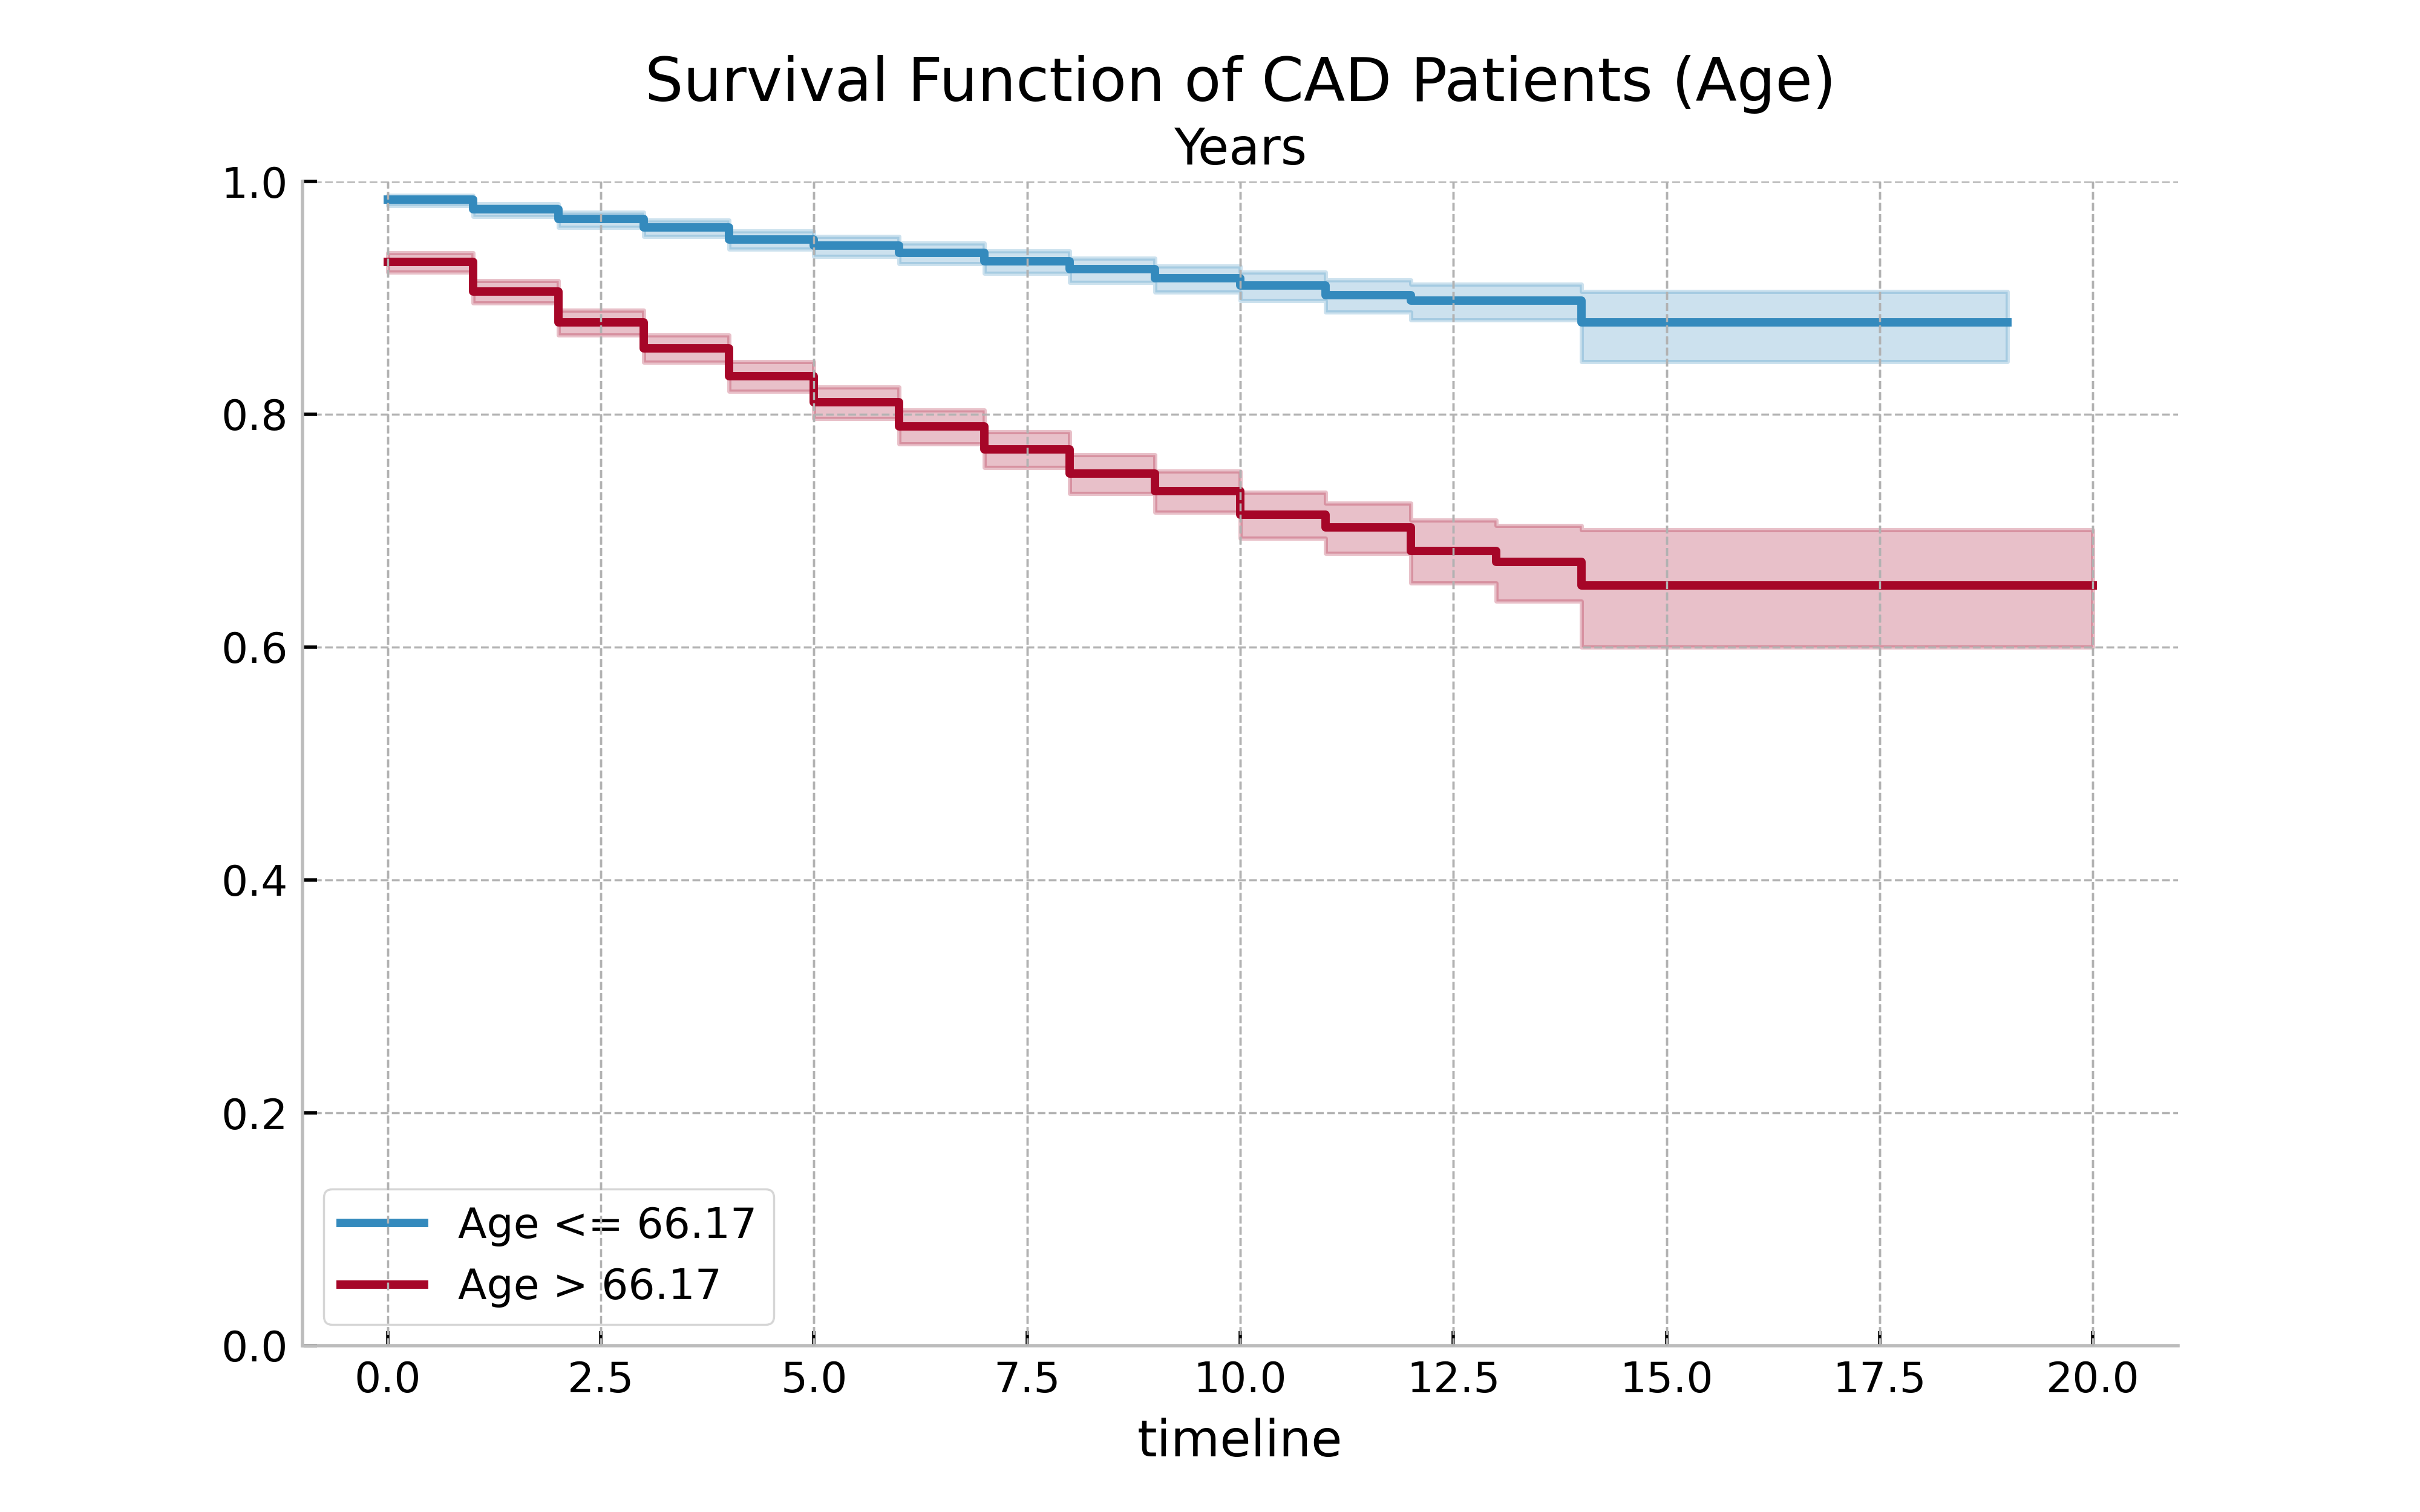 Survival Function of CAD Patients (Age)
Years
1.0
0.8
0.6
0.4
0.2
0.0
Age <= 66.17
Age > 66.17
0.0 2.5 5.0 7.5 10.0 12.5 15.0 17.5 20.0
timeline